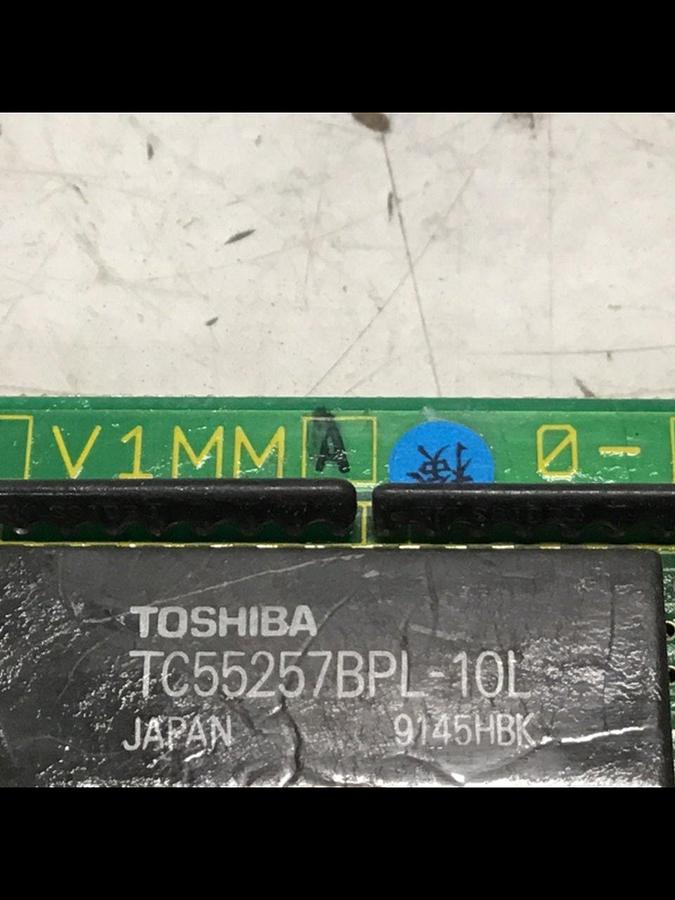 V1MM A 0-
TOSHIBA
TC55257BPL-10L
JAPAN 9145HBK